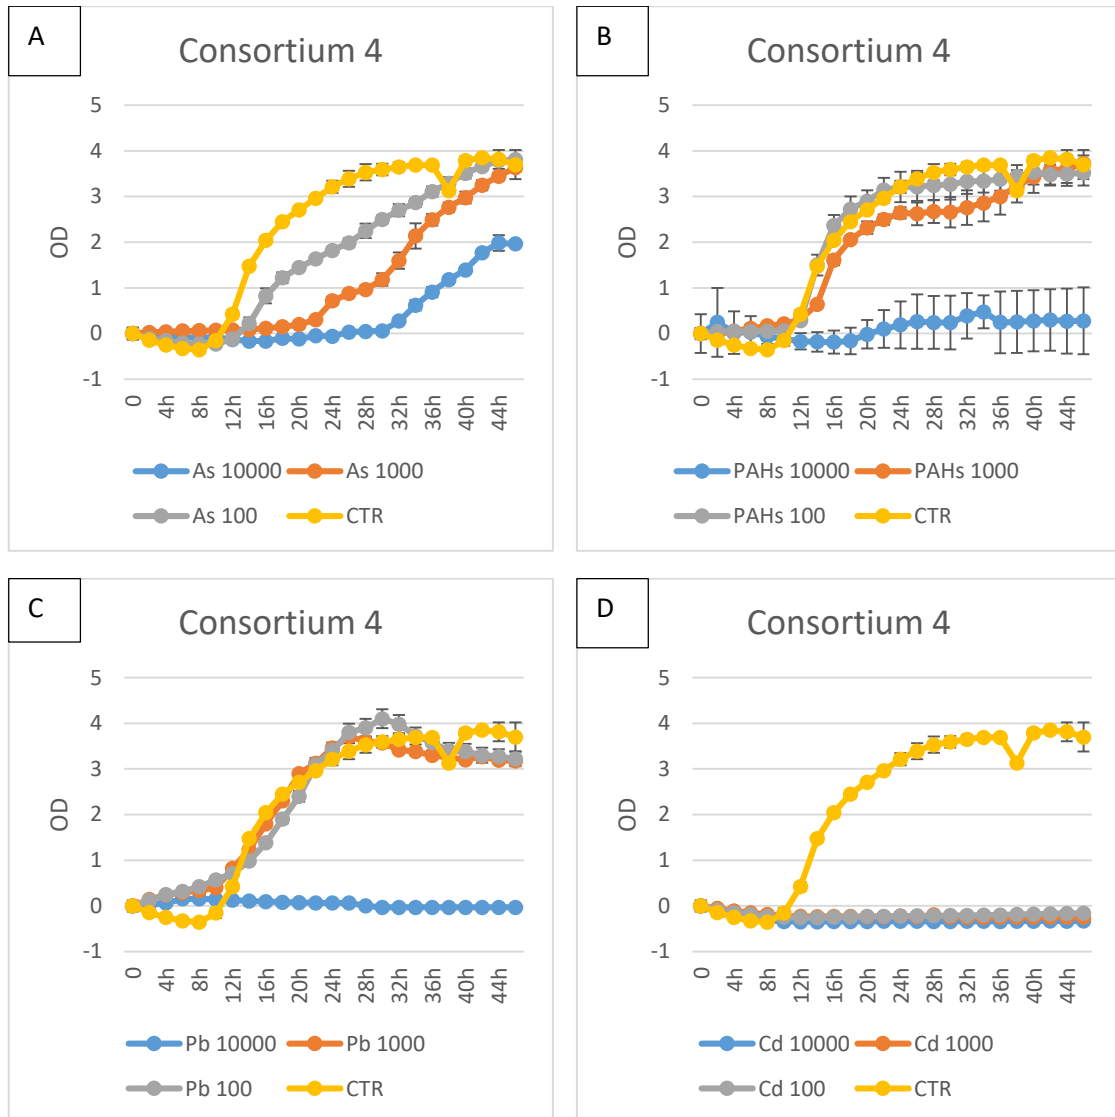 A
Consortium 4
5
4
3
2
1
0
-1
OD
0 4h 8h 12h 16h 20h 24h 28h 32h 36h 40h 44h
As 10000 As 1000
As 100 CTR
B
Consortium 4
5
4
3
2
1
0
-1
OD
0 4h 8h 12h 16h 20h 24h 28h 32h 36h 40h 44h
PAHs 10000 PAHs 1000
PAHs 100 CTR
C
Consortium 4
5
4
3
2
1
0
-1
OD
0 4h 8h 12h 16h 20h 24h 28h 32h 36h 40h 44h
Pb 10000 Pb 1000
Pb 100 CTR
D
Consortium 4
5
4
3
2
1
0
-1
OD
0 4h 8h 12h 16h 20h 24h 28h 32h 36h 40h 44h
Cd 10000 Cd 1000
Cd 100 CTR